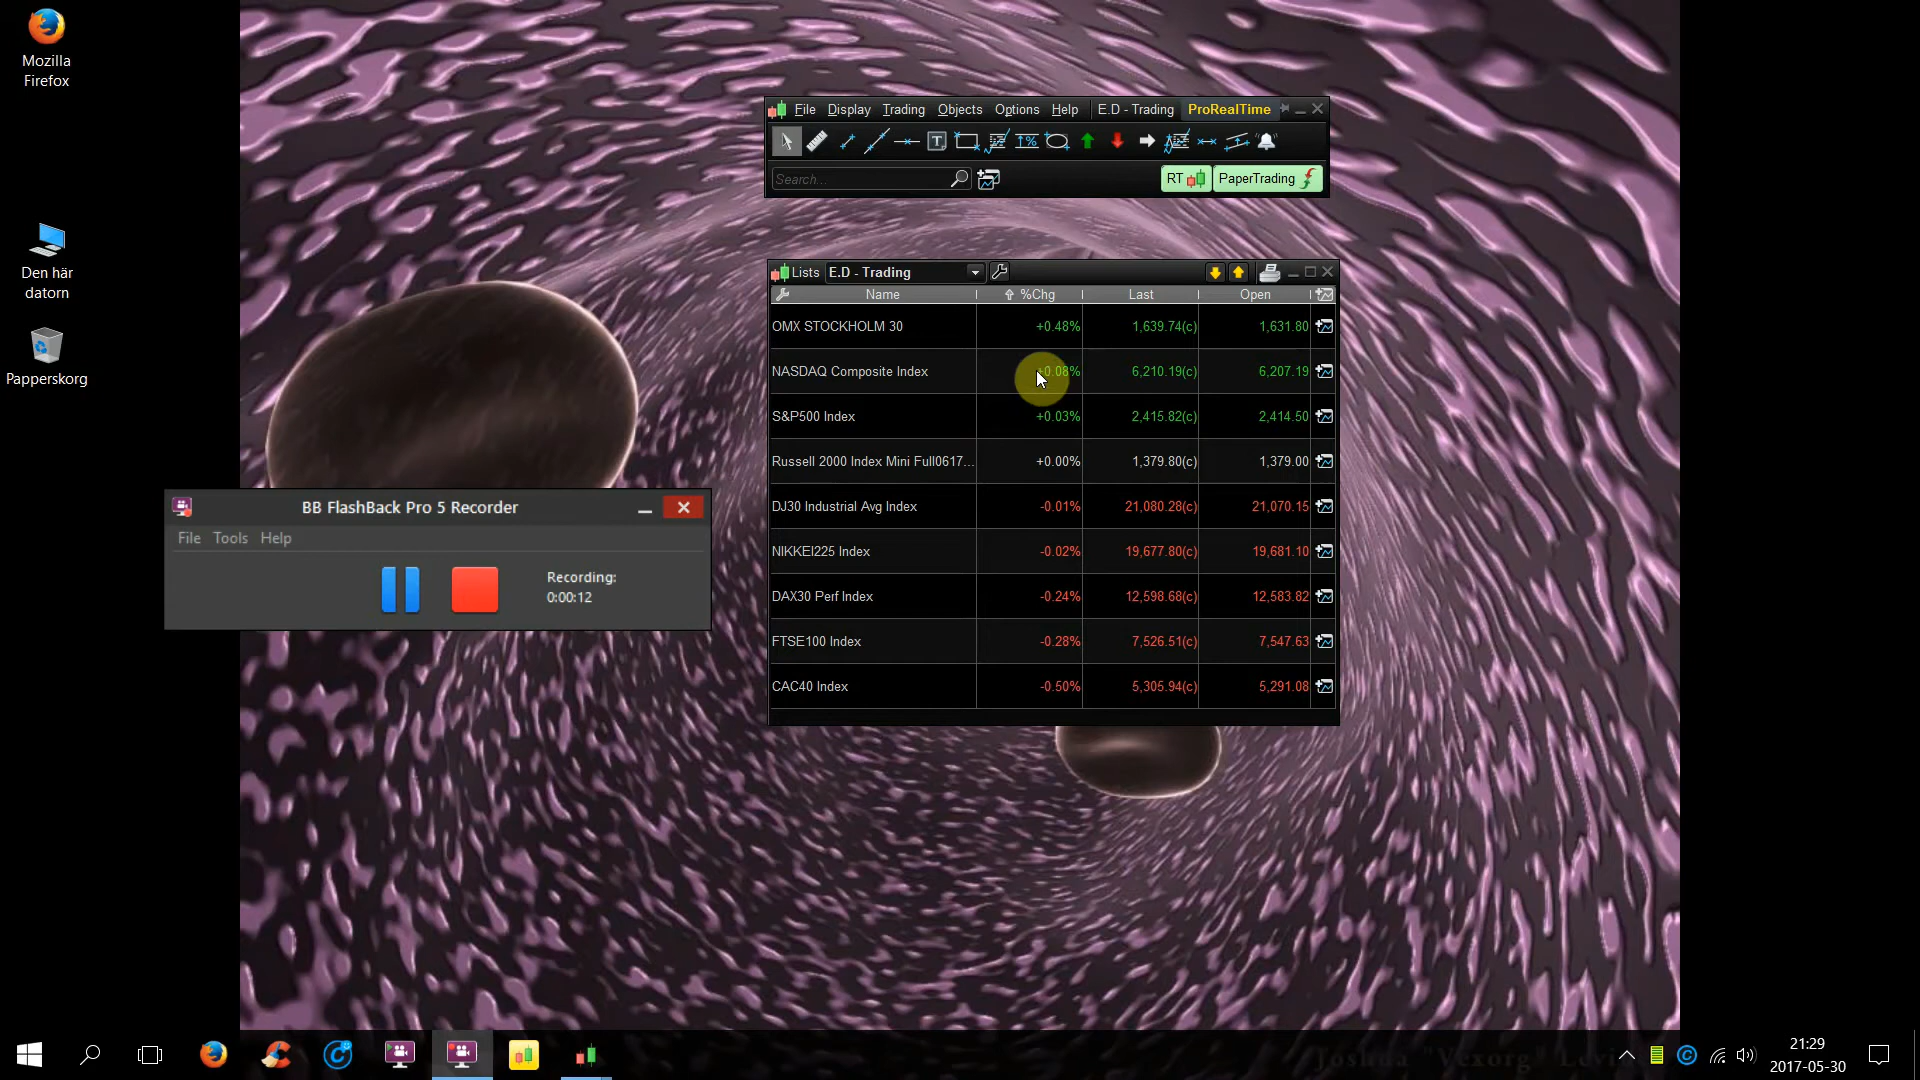 Mozilla
Firefox
Den här
datorn
Papperskorg
File Display Trading Objects Options Help E.D - Trading ProRealTime
T %
Search... RT PaperTrading
Lists E.D - Trading
Name %Chg Last Open
OMX STOCKHOLM 30 +0.48% 1,639.74(c) 1,631.80
NASDAQ Composite Index +0.08% 6,210.19(c) 6,207.19
S&P500 Index +0.03% 2,415.82(c) 2,414.50
Russell 2000 Index Mini Full0617... +0.00% 1,379.80(c) 1,379.00
DJ30 Industrial Avg Index -0.01% 21,080.28(c) 21,070.15
NIKKEI225 Index -0.02% 19,677.80(c) 19,681.10
DAX30 Perf Index -0.24% 12,598.68(c) 12,583.82
FTSE100 Index -0.28% 7,526.51(c) 7,547.63
CAC40 Index -0.50% 5,305.94(c) 5,291.08
BB FlashBack Pro 5 Recorder
File Tools Help
Recording:
0:00:12
Joshua "Vexorg"
21:29
2017-05-30